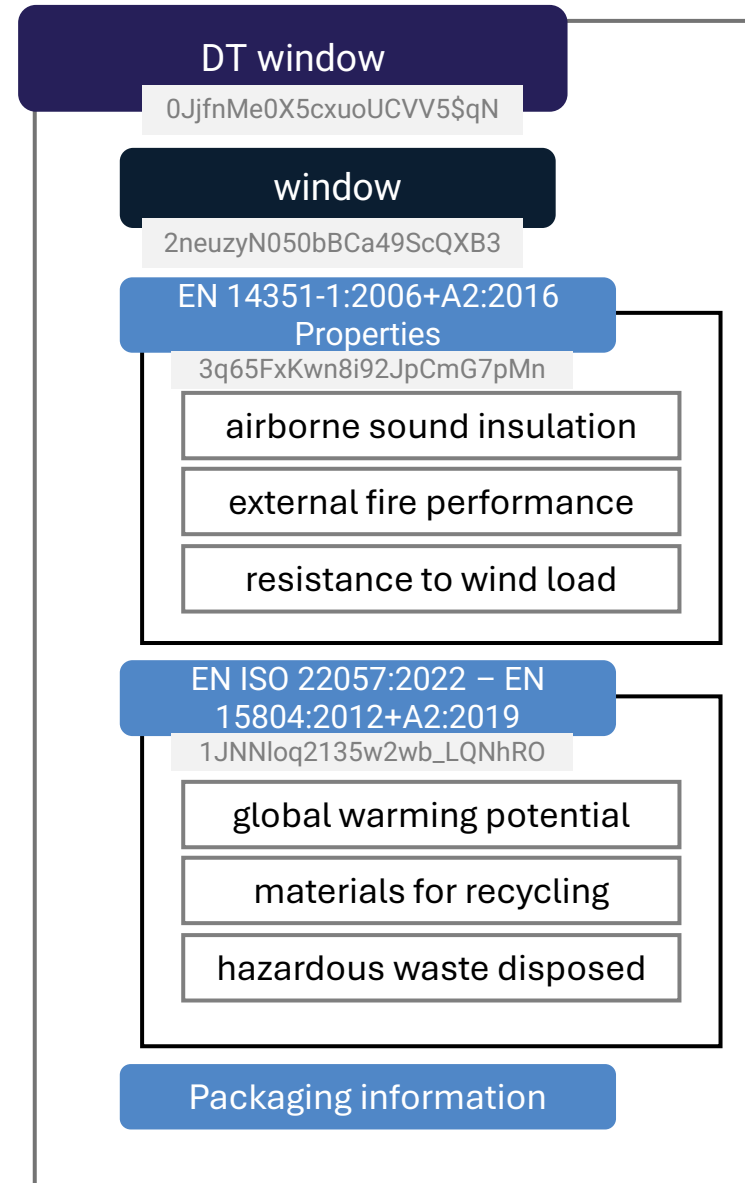 DT window
0JjfnMe0X5cxuoUCVV5$qN
window
2neuzyN050bBCa49ScQXB3
EN 14351-1:2006+A2:2016
Properties
3q65FxKwn8i92JpCmG7pMn
airborne sound insulation
external fire performance
resistance to wind load
EN ISO 22057:2022 – EN
15804:2012+A2:2019
1JNNloq2135w2wb_LQNhRO
global warming potential
materials for recycling
hazardous waste disposed
Packaging information